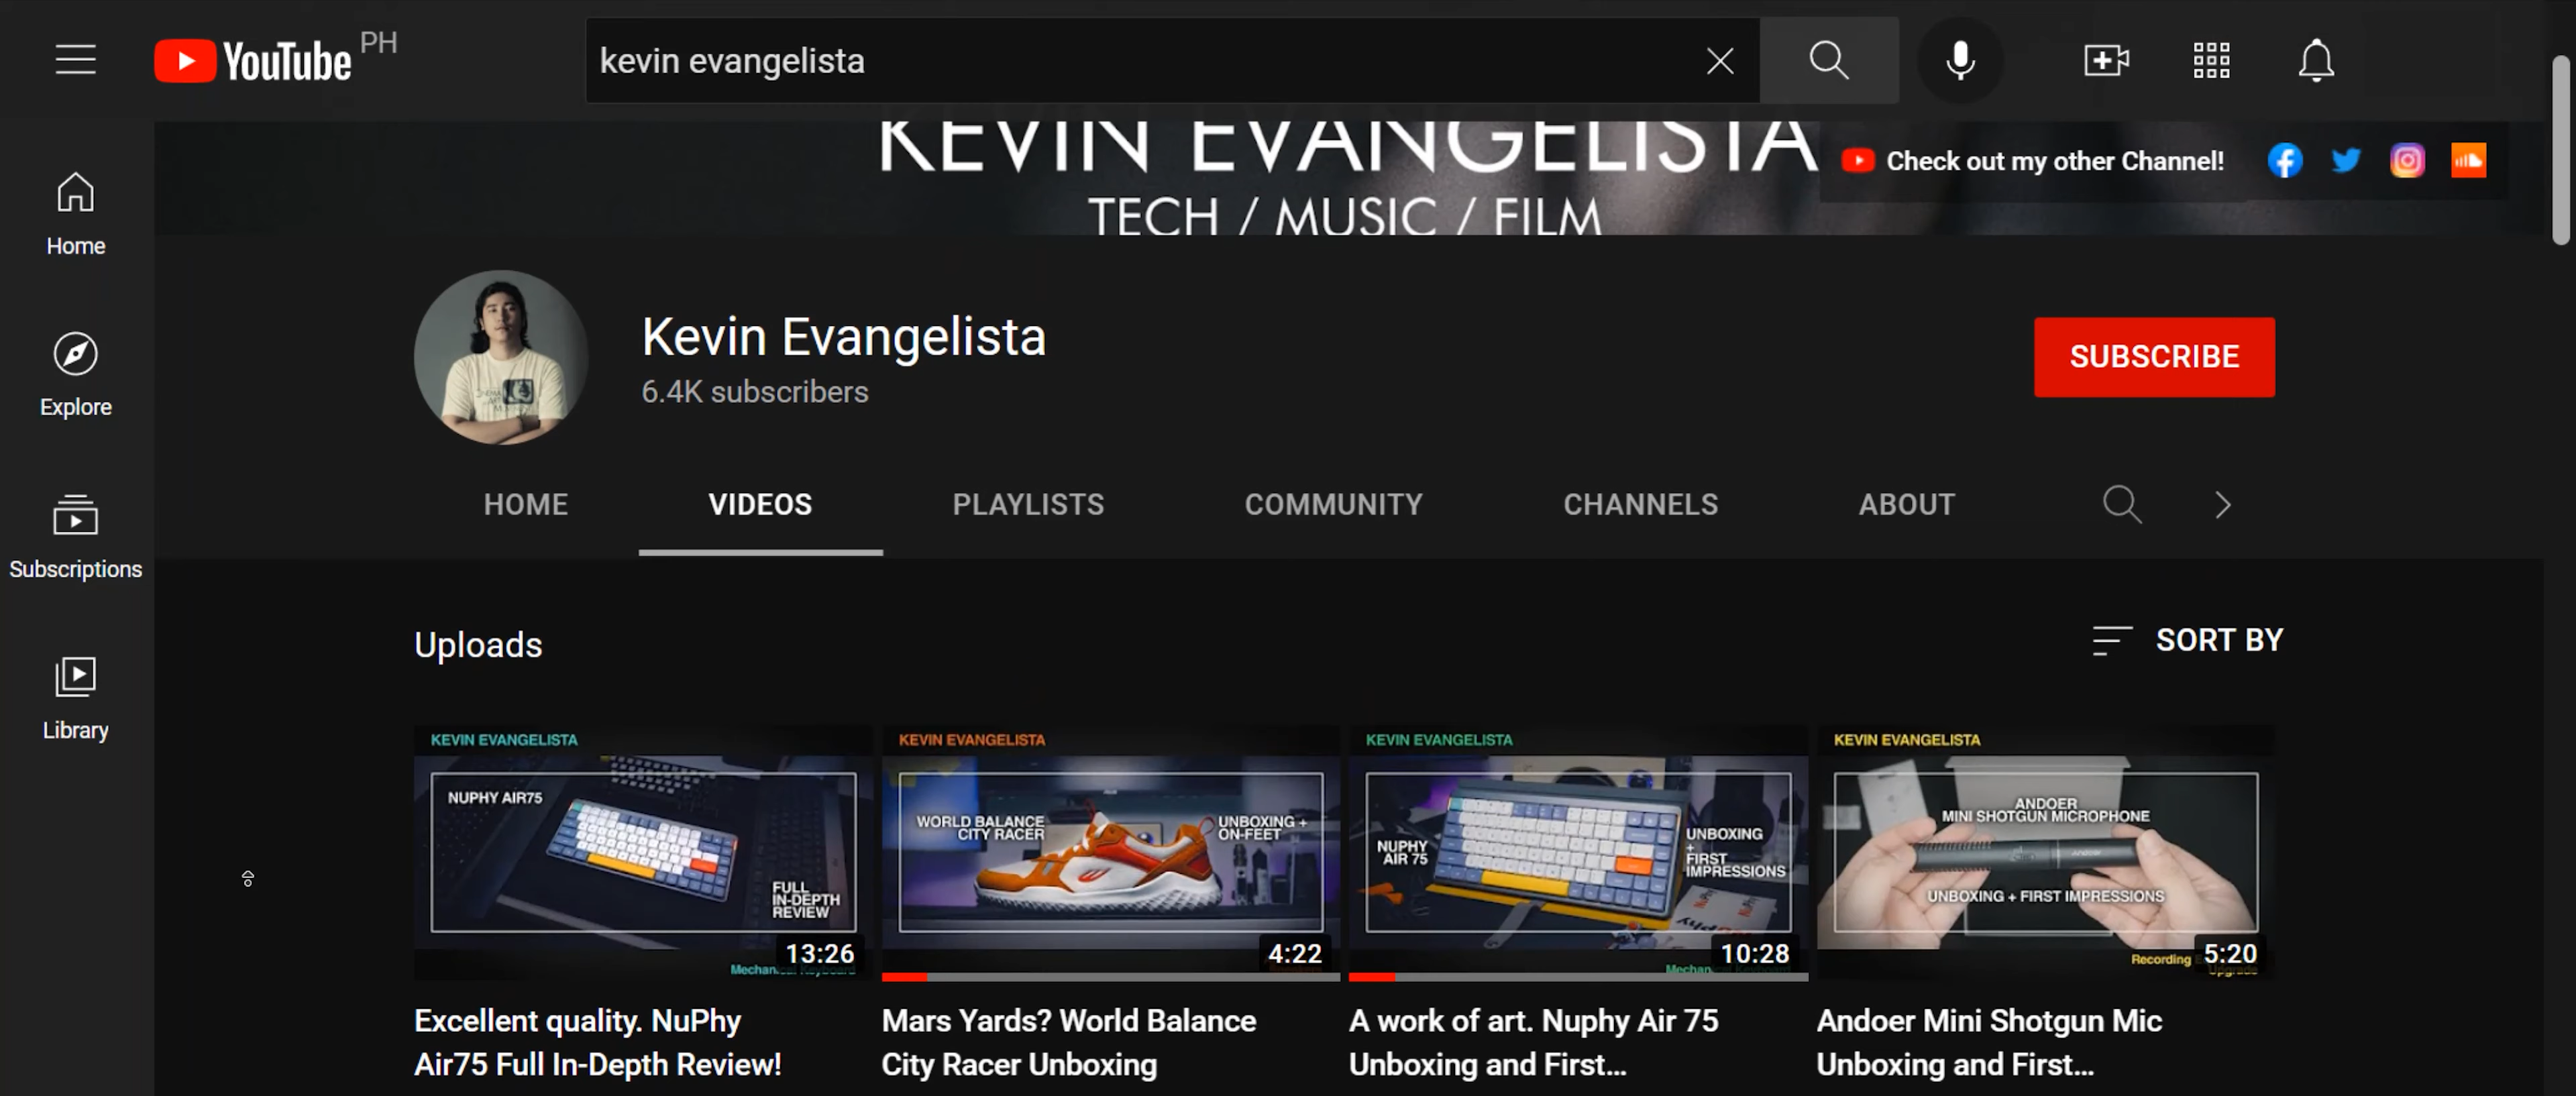 YouTube PH
kevin evangelista
KEVIN EVANGELISTA
TECH / MUSIC / FILM
Check out my other Channel!
Home
Explore
Subscriptions
Library
Kevin Evangelista
6.4K subscribers
SUBSCRIBE
HOME VIDEOS PLAYLISTS COMMUNITY CHANNELS ABOUT
Uploads
SORT BY
KEVIN EVANGELISTA
NUPHY AIR75
FULL
IN-DEPTH
REVIEW
13:26
Mechanical Keyboard
Excellent quality. NuPhy
Air75 Full In-Depth Review!
KEVIN EVANGELISTA
WORLD BALANCE
CITY RACER
UNBOXING +
ON-FEET
4:22
Mars Yards? World Balance
City Racer Unboxing
KEVIN EVANGELISTA
NUPHY
AIR 75
UNBOXING
+
FIRST
IMPRESSIONS
10:28
Mechanical Keyboard
A work of art. Nuphy Air 75
Unboxing and First...
KEVIN EVANGELISTA
ANDOER
MINI SHOTGUN MICROPHONE
UNBOXING + FIRST IMPRESSIONS
5:20
Recording
Upgrade
Andoer Mini Shotgun Mic
Unboxing and First...